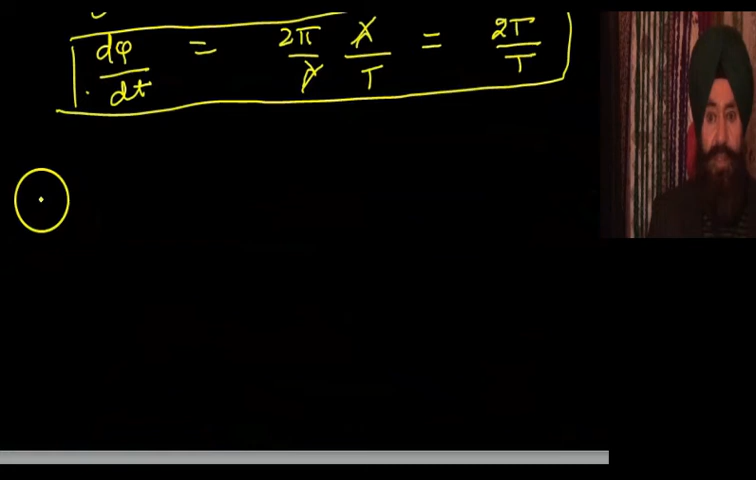 dφ/dt = 2π/λ λ/T = 2π/T